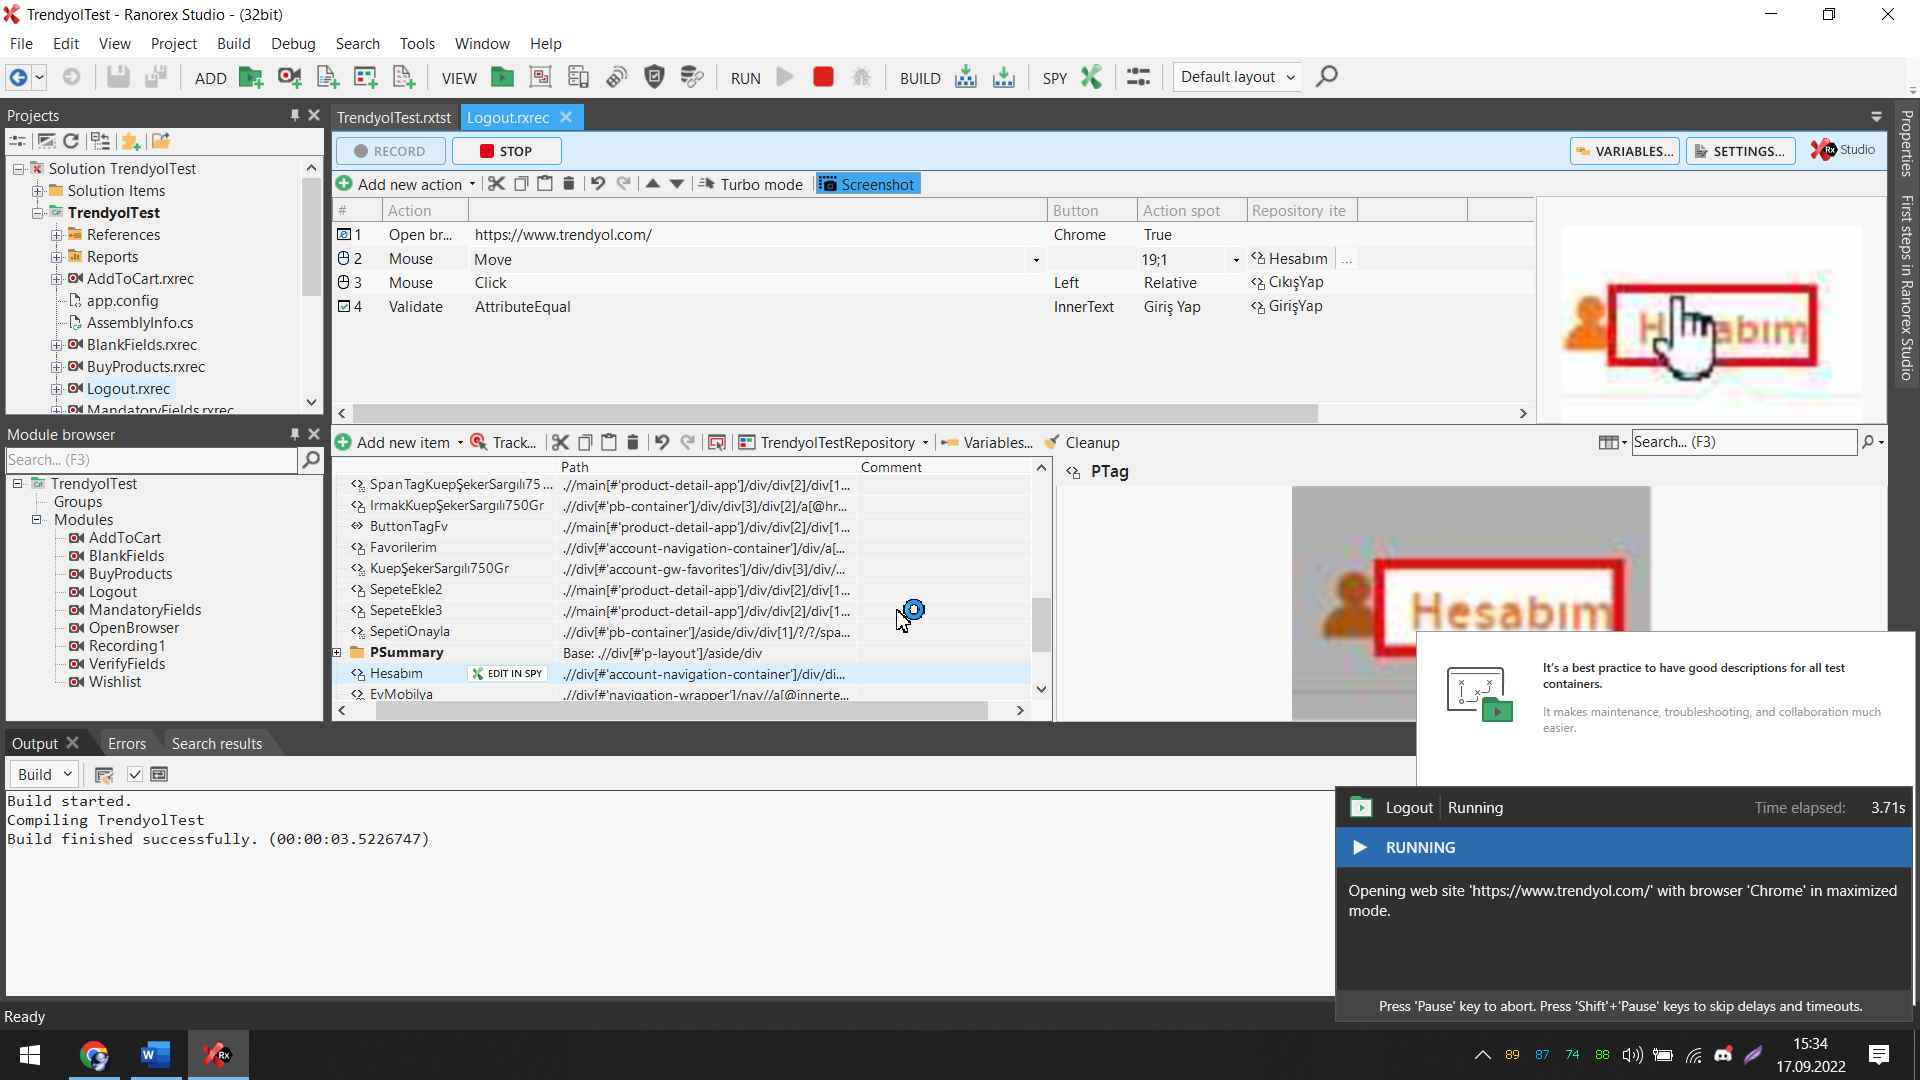 TrendyolTest - Ranorex Studio - (32bit)
File Edit View Project Build Debug Search Tools Window Help
ADD VIEW RUN BUILD SPY Default layout
Projects
TrendyolTest.rxtst Logout.rxrec
RECORD STOP VARIABLES... SETTINGS... Rx Studio
Solution TrendyolTest
Solution Items
TrendyolTest
References
Reports
AddToCart.rxrec
app.config
AssemblyInfo.cs
BlankFields.rxrec
BuyProducts.rxrec
Logout.rxrec
MandatoryFields.rxrec
Add new action Turbo mode Screenshot
# Action Button Action spot Repository ite
1 Open br... https://www.trendyol.com/ Chrome True
2 Mouse Move 19;1 Hesabım ...
3 Mouse Click Left Relative CıkışYap
4 Validate AttributeEqual InnerText Giriş Yap GirişYap
Properties
First steps in Ranorex Studio
Module browser
Search... (F3)
TrendyolTest
Groups
Modules
AddToCart
BlankFields
BuyProducts
Logout
MandatoryFields
OpenBrowser
Recording1
VerifyFields
Wishlist
Add new item Track... TrendyolTestRepository Variables... Cleanup Search... (F3)
Path Comment
SpanTagKuepŞekerSargılı75... .//main[#'product-detail-app']/div/div[2]/div[1...
IrmakKuepŞekerSargılı750Gr .//div[#'pb-container']/div/div[3]/div[2]/a[@hr...
ButtonTagFv .//main[#'product-detail-app']/div/div[2]/div[1...
Favorilerim .//div[#'account-navigation-container']/div/a[...
KuepŞekerSargılı750Gr .//div[#'account-gw-favorites']/div/div[3]/div/...
SepeteEkle2 .//main[#'product-detail-app']/div/div[2]/div[1...
SepeteEkle3 .//main[#'product-detail-app']/div/div[2]/div[1...
SepetiOnayla .//div[#'pb-container']/aside/div/div[1]/?/?/spa...
PSummary Base: .//div[#'p-layout']/aside/div
Hesabım EDIT IN SPY .//div[#'account-navigation-container']/div/di...
EvMobilya .//div[#'navigation-wrapper']/nav//a[@innerte...
PTag
Hesabım
It's a best practice to have good descriptions for all test
containers.
It makes maintenance, troubleshooting, and collaboration much
easier.
Output Errors Search results
Build
Build started.
Compiling TrendyolTest
Build finished successfully. (00:00:03.5226747)
Logout Running Time elapsed: 3.71s
RUNNING
Opening web site 'https://www.trendyol.com/' with browser 'Chrome' in maximized
mode.
Press 'Pause' key to abort. Press 'Shift'+'Pause' keys to skip delays and timeouts.
Ready
89 87 74 88
15:34
17.09.2022